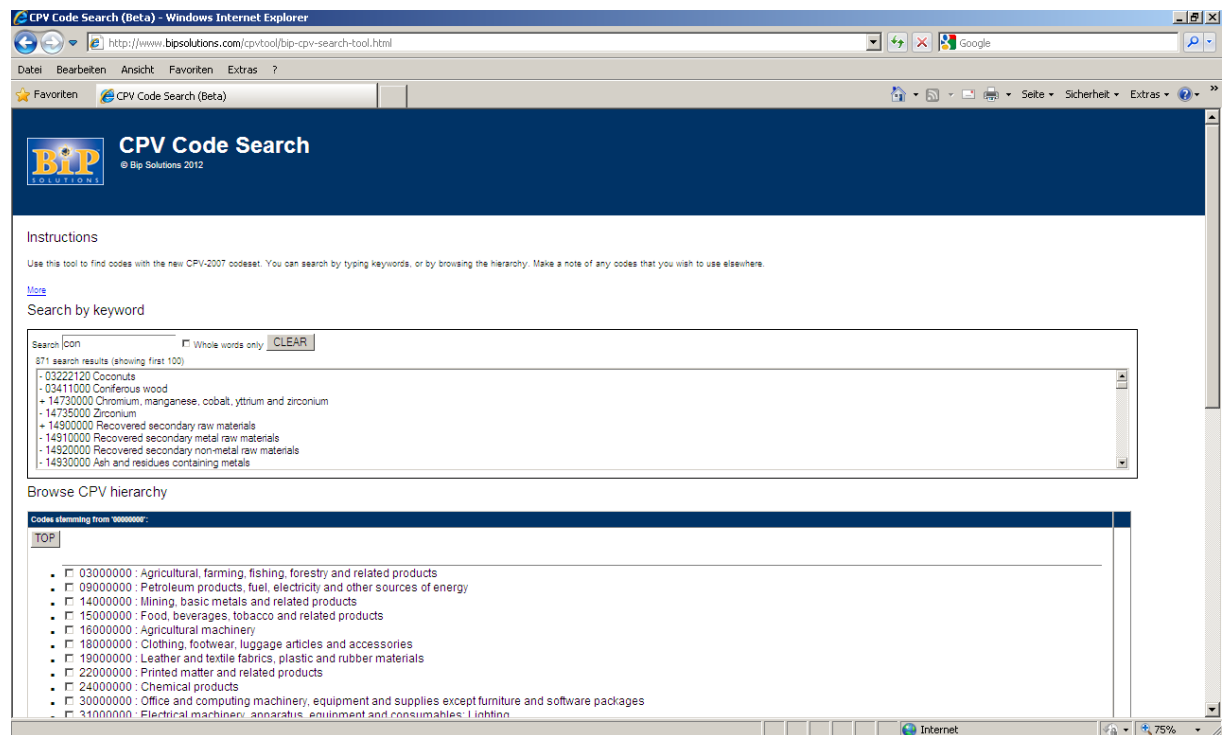 CPV Code Search (Beta) - Windows Internet Explorer
http://www.bipsolutions.com/cpvtool/bip-cpv-search-tool.html
Google
Datei Bearbeiten Ansicht Favoriten Extras ?
Favoriten CPV Code Search (Beta) Seite Sicherheit Extras
BiP
SOLUTIONS
CPV Code Search
© Bip Solutions 2012
Instructions
Use this tool to find codes with the new CPV-2007 codeset. You can search by typing keywords, or by browsing the hierarchy. Make a note of any codes that you wish to use elsewhere.
More
Search by keyword
Search con Whole words only CLEAR
871 search results (showing first 100)
- 03222120 Coconuts
- 03411000 Coniferous wood
+ 14730000 Chromium, manganese, cobalt, yttrium and zirconium
- 14735000 Zirconium
+ 14900000 Recovered secondary raw materials
- 14910000 Recovered secondary metal raw materials
- 14920000 Recovered secondary non-metal raw materials
- 14930000 Ash and residues containing metals
Browse CPV hierarchy
Codes stemming from '00000000':
TOP
03000000 : Agricultural, farming, fishing, forestry and related products
09000000 : Petroleum products, fuel, electricity and other sources of energy
14000000 : Mining, basic metals and related products
15000000 : Food, beverages, tobacco and related products
16000000 : Agricultural machinery
18000000 : Clothing, footwear, luggage articles and accessories
19000000 : Leather and textile fabrics, plastic and rubber materials
22000000 : Printed matter and related products
24000000 : Chemical products
30000000 : Office and computing machinery, equipment and supplies except furniture and software packages
31000000 : Electrical machinery, apparatus, equipment and consumables; Lighting
Internet 75%